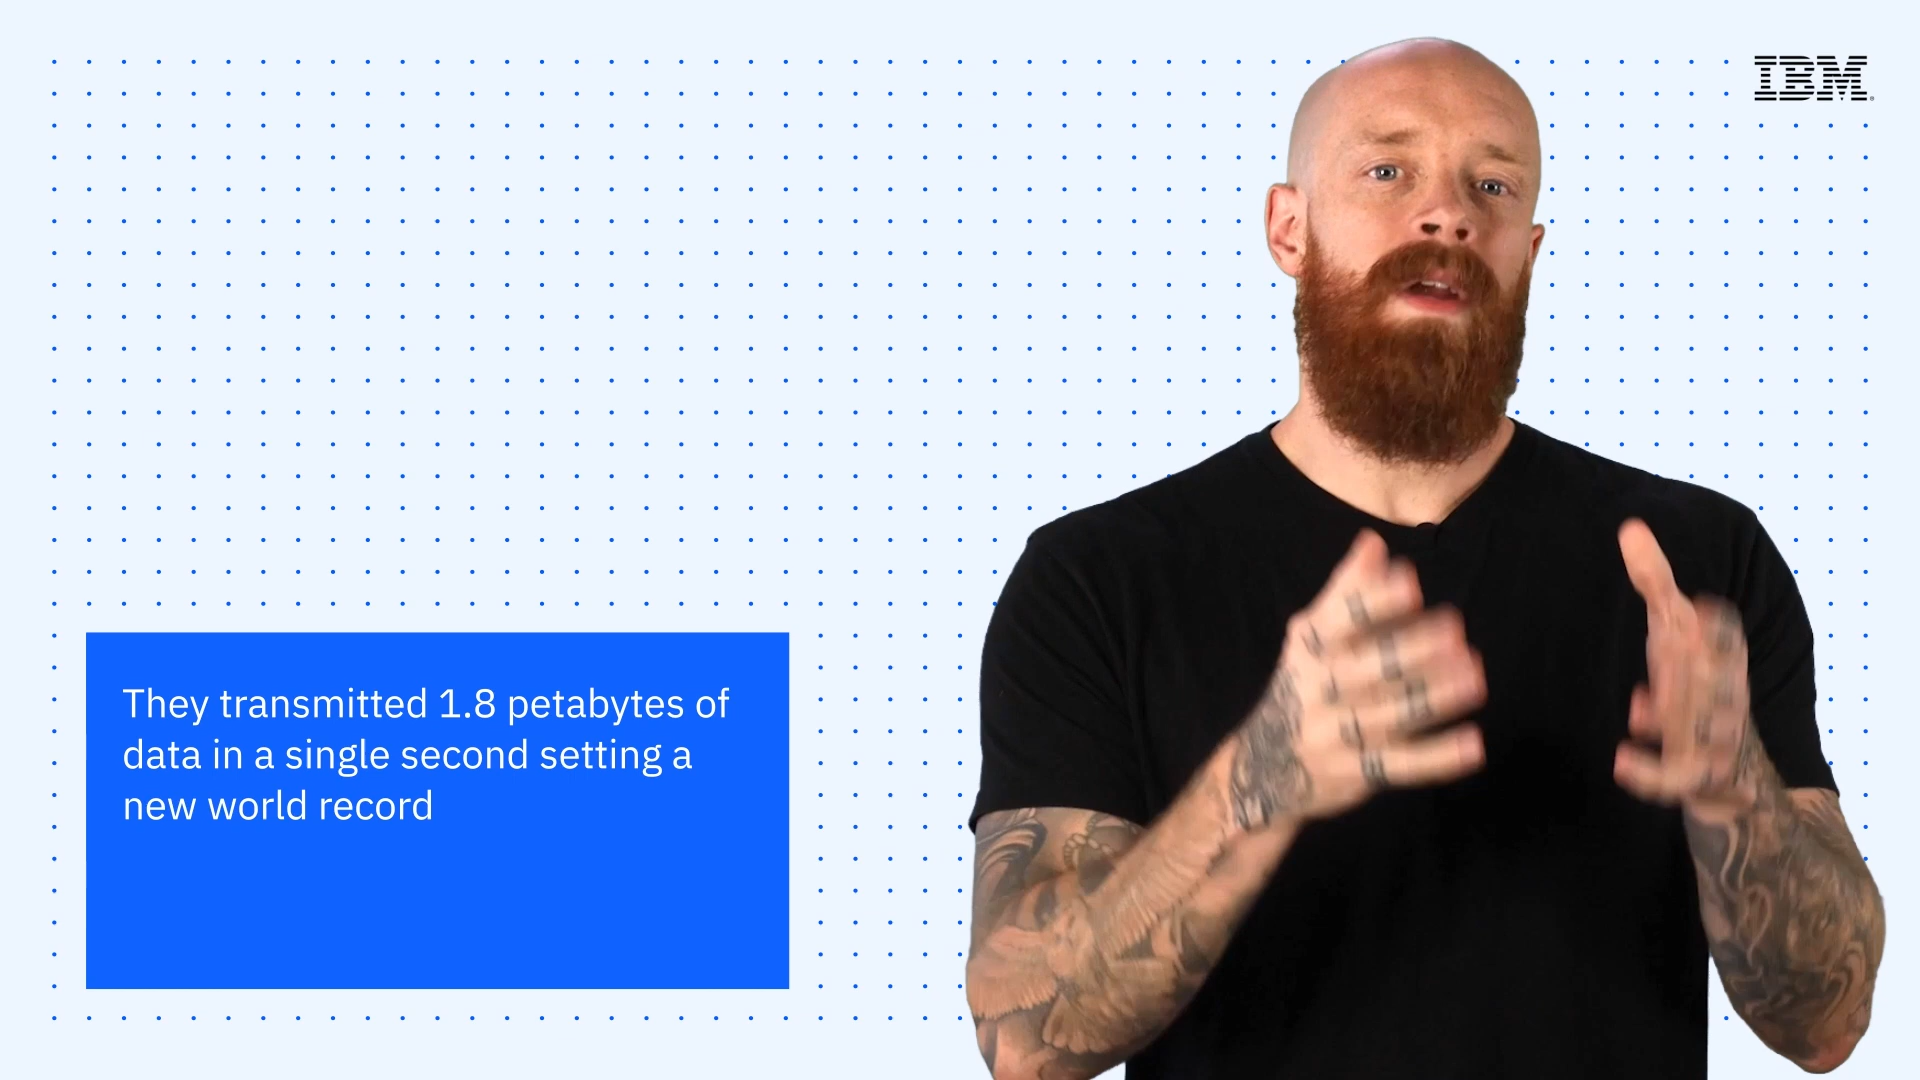 IBM
They transmitted 1.8 petabytes of
data in a single second setting a
new world record